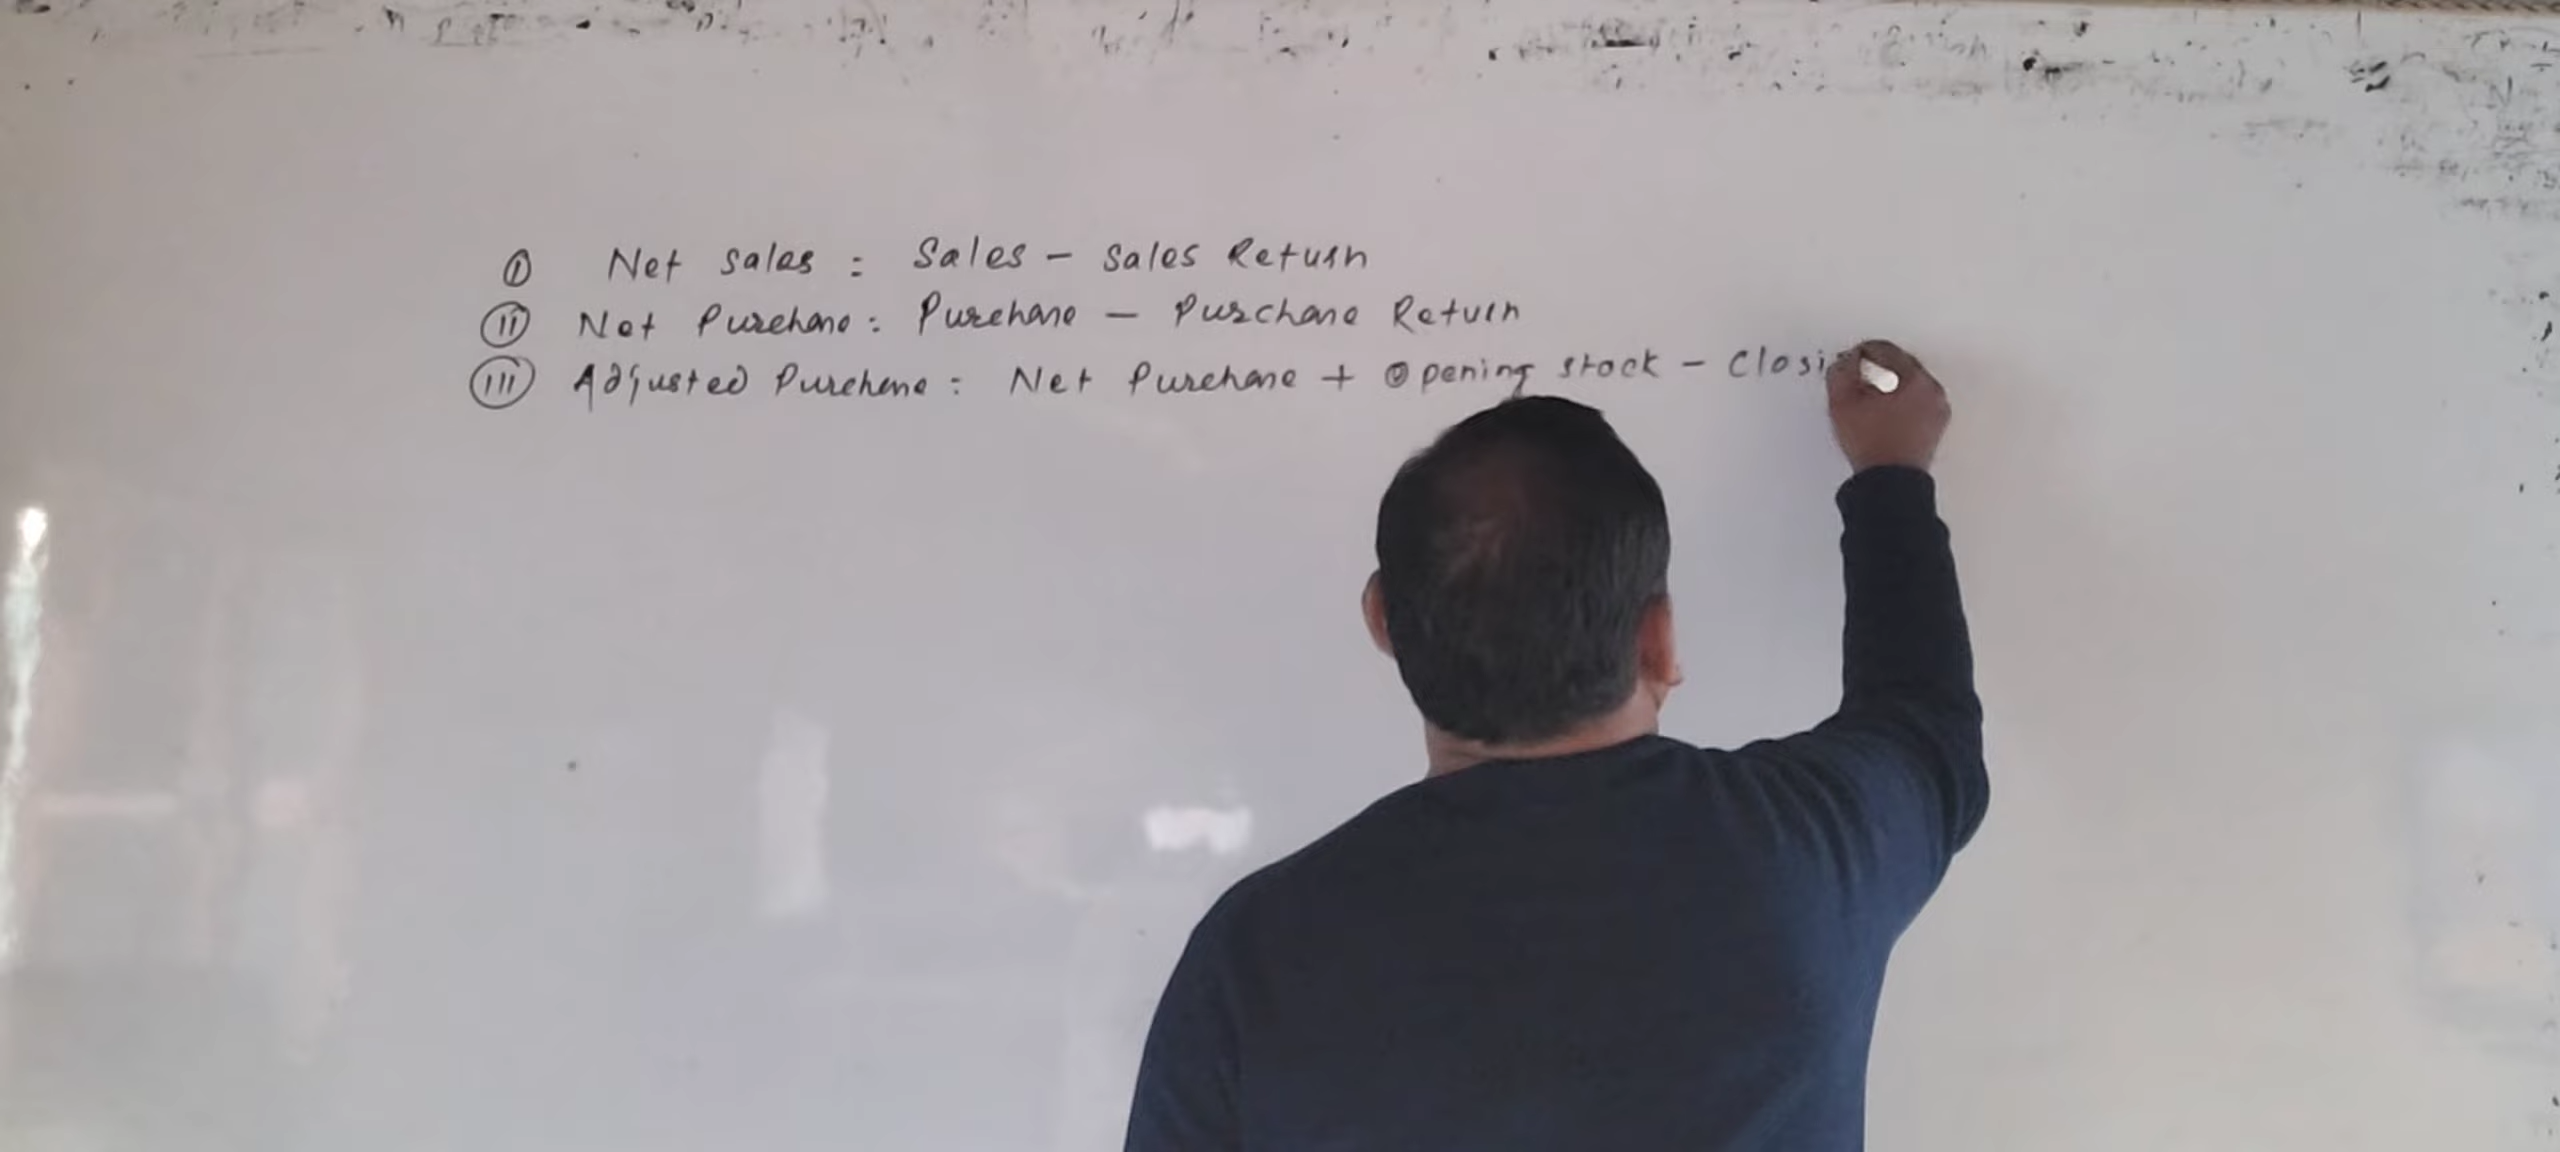 ① Net sales : Sales - Sales Return
ⓘⓘ Net Purchase : Purchase - Purchase Return
ⓘⓘⓘ Adjusted Purchase : Net Purchase + Opening stock - Closi